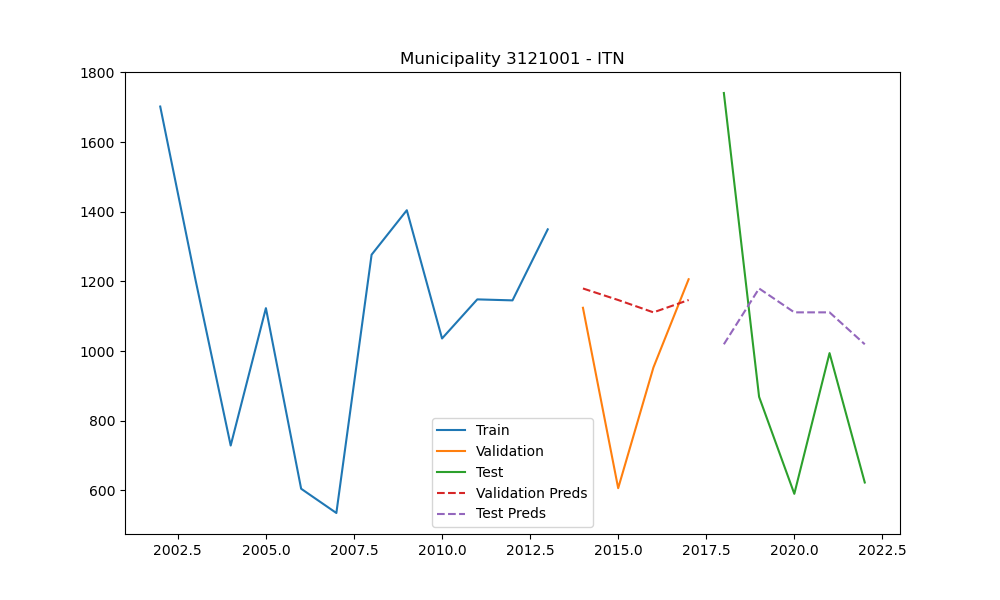 Municipality 3121001 - ITN
1800
1600
1400
1200
1000
800
600
Train
Validation
Test
Validation Preds
Test Preds
2002.5 2005.0 2007.5 2010.0 2012.5 2015.0 2017.5 2020.0 2022.5